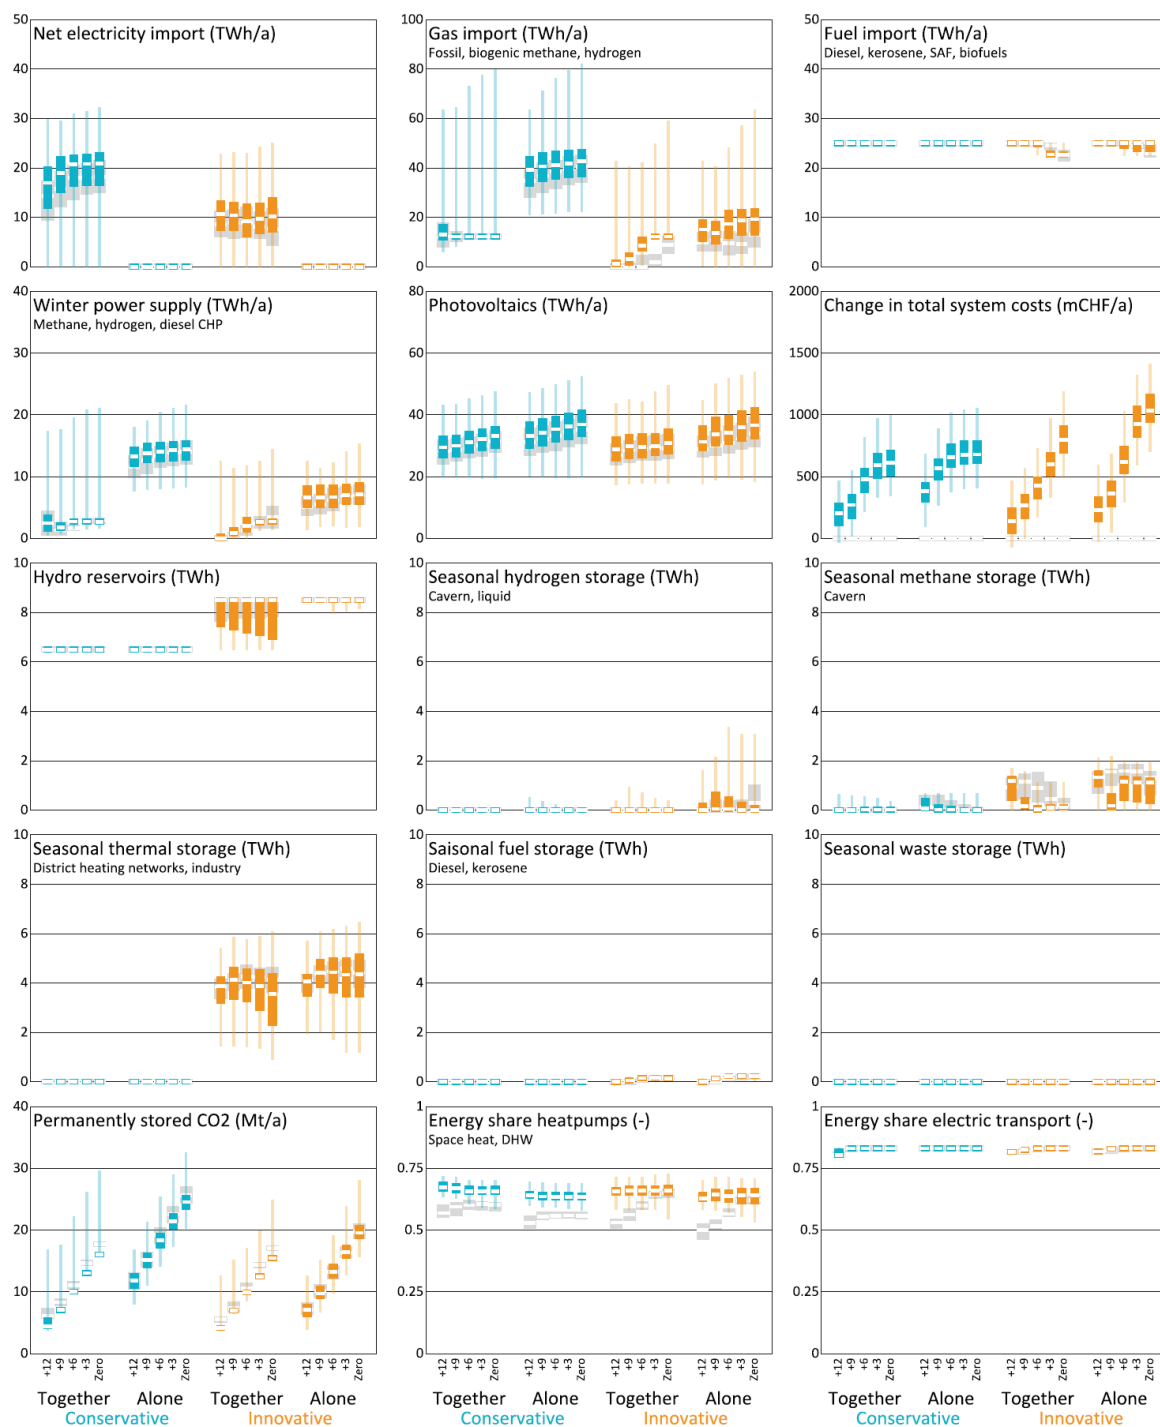 Net electricity import (TWh/a)
50
40
30
20
10
0
Gas import (TWh/a)
Fossil, biogenic methane, hydrogen
100
80
60
40
20
0
Fuel import (TWh/a)
Diesel, kerosene, SAF, biofuels
50
40
30
20
10
0
Winter power supply (TWh/a)
Methane, hydrogen, diesel CHP
40
30
20
10
0
Photovoltaics (TWh/a)
80
60
40
20
0
Change in total system costs (mCHF/a)
2000
1500
1000
500
0
Hydro reservoirs (TWh)
10
8
6
4
2
0
Seasonal hydrogen storage (TWh)
Cavern, liquid
10
8
6
4
2
0
Seasonal methane storage (TWh)
Cavern
10
8
6
4
2
0
Seasonal thermal storage (TWh)
District heating networks, industry
10
8
6
4
2
0
Saisonal fuel storage (TWh)
Diesel, kerosene
10
8
6
4
2
0
Seasonal waste storage (TWh)
10
8
6
4
2
0
Permanently stored CO2 (Mt/a)
40
30
20
10
0
Energy share heatpumps (-)
Space heat, DHW
1
0.75
0.5
0.25
0
Energy share electric transport (-)
1
0.75
0.5
0.25
0
+12 +9 +6 +3 Zero +12 +9 +6 +3 Zero +12 +9 +6 +3 Zero +12 +9 +6 +3 Zero
Together Alone Together Alone
Conservative Innovative
+12 +9 +6 +3 Zero +12 +9 +6 +3 Zero +12 +9 +6 +3 Zero +12 +9 +6 +3 Zero
Together Alone Together Alone
Conservative Innovative
+12 +9 +6 +3 Zero +12 +9 +6 +3 Zero +12 +9 +6 +3 Zero +12 +9 +6 +3 Zero
Together Alone Together Alone
Conservative Innovative